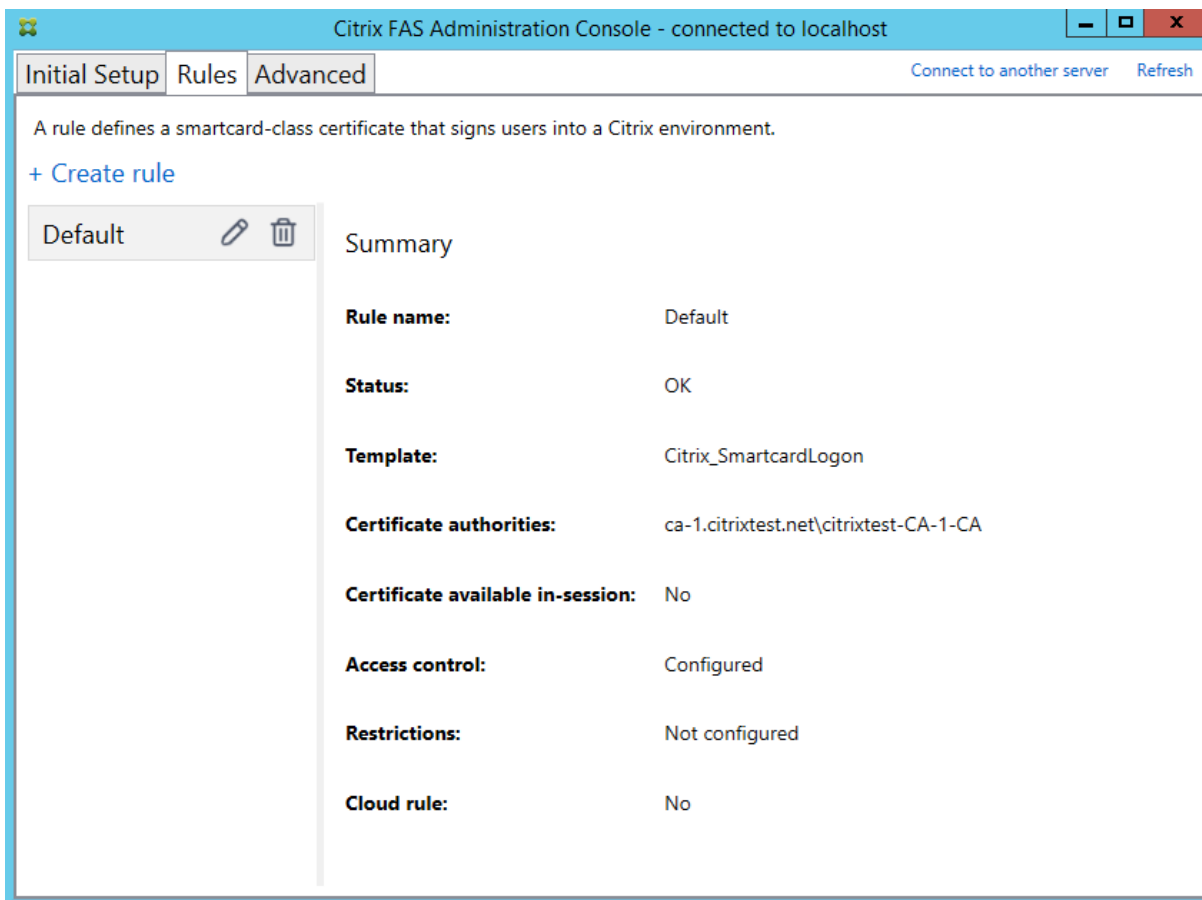 Citrix FAS Administration Console - connected to localhost
Initial Setup Rules Advanced Connect to another server Refresh
A rule defines a smartcard-class certificate that signs users into a Citrix environment.
+ Create rule
Default
Summary
Rule name: Default
Status: OK
Template: Citrix_SmartcardLogon
Certificate authorities: ca-1.citrixtest.net\citrixtest-CA-1-CA
Certificate available in-session: No
Access control: Configured
Restrictions: Not configured
Cloud rule: No